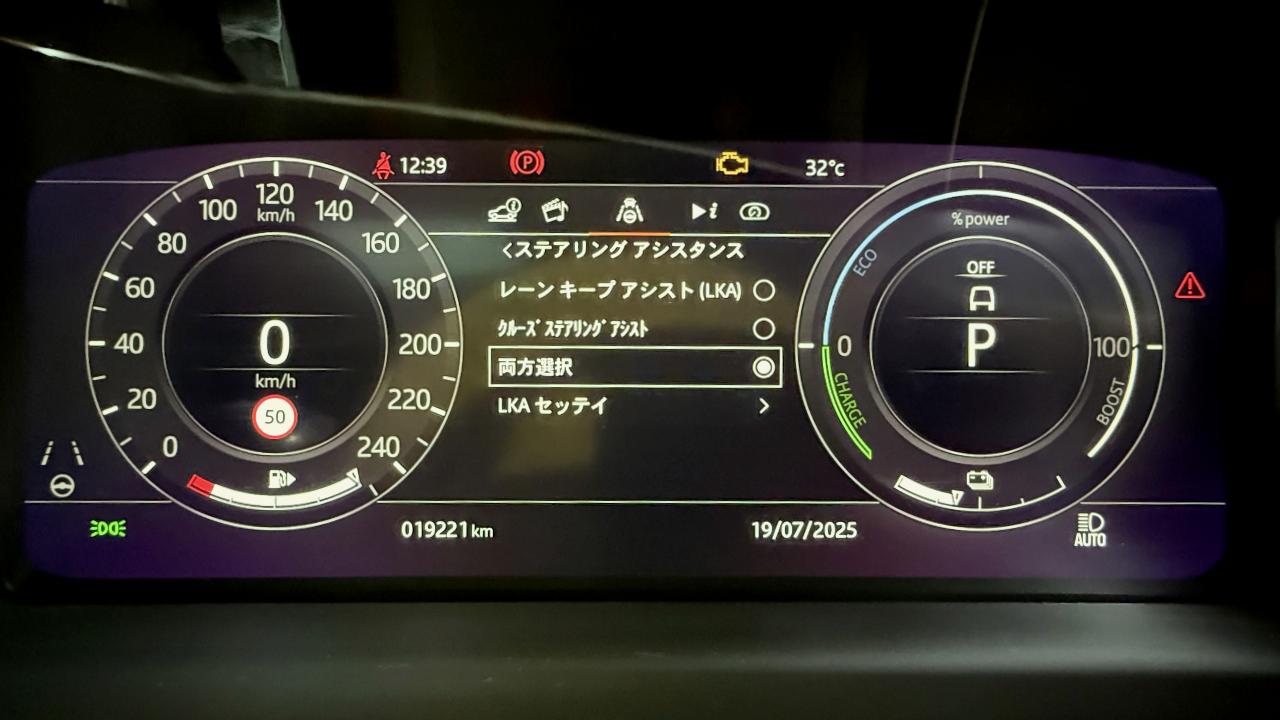 12:39
P
32℃
120
km/h
100
140
80
160
60
180
40
200
20
220
0
240
0
km/h
50
i
<ステアリング アシスタンス
レーン キープ アシスト (LKA)
ｸﾙｰｽﾞ ｽﾃｱﾘﾝｸﾞ ｱｼｽﾄ
両方選択
LKA セッテイ
% power
ECO
OFF
P
0
100
CHARGE
BOOST
019221 km
19/07/2025
AUTO